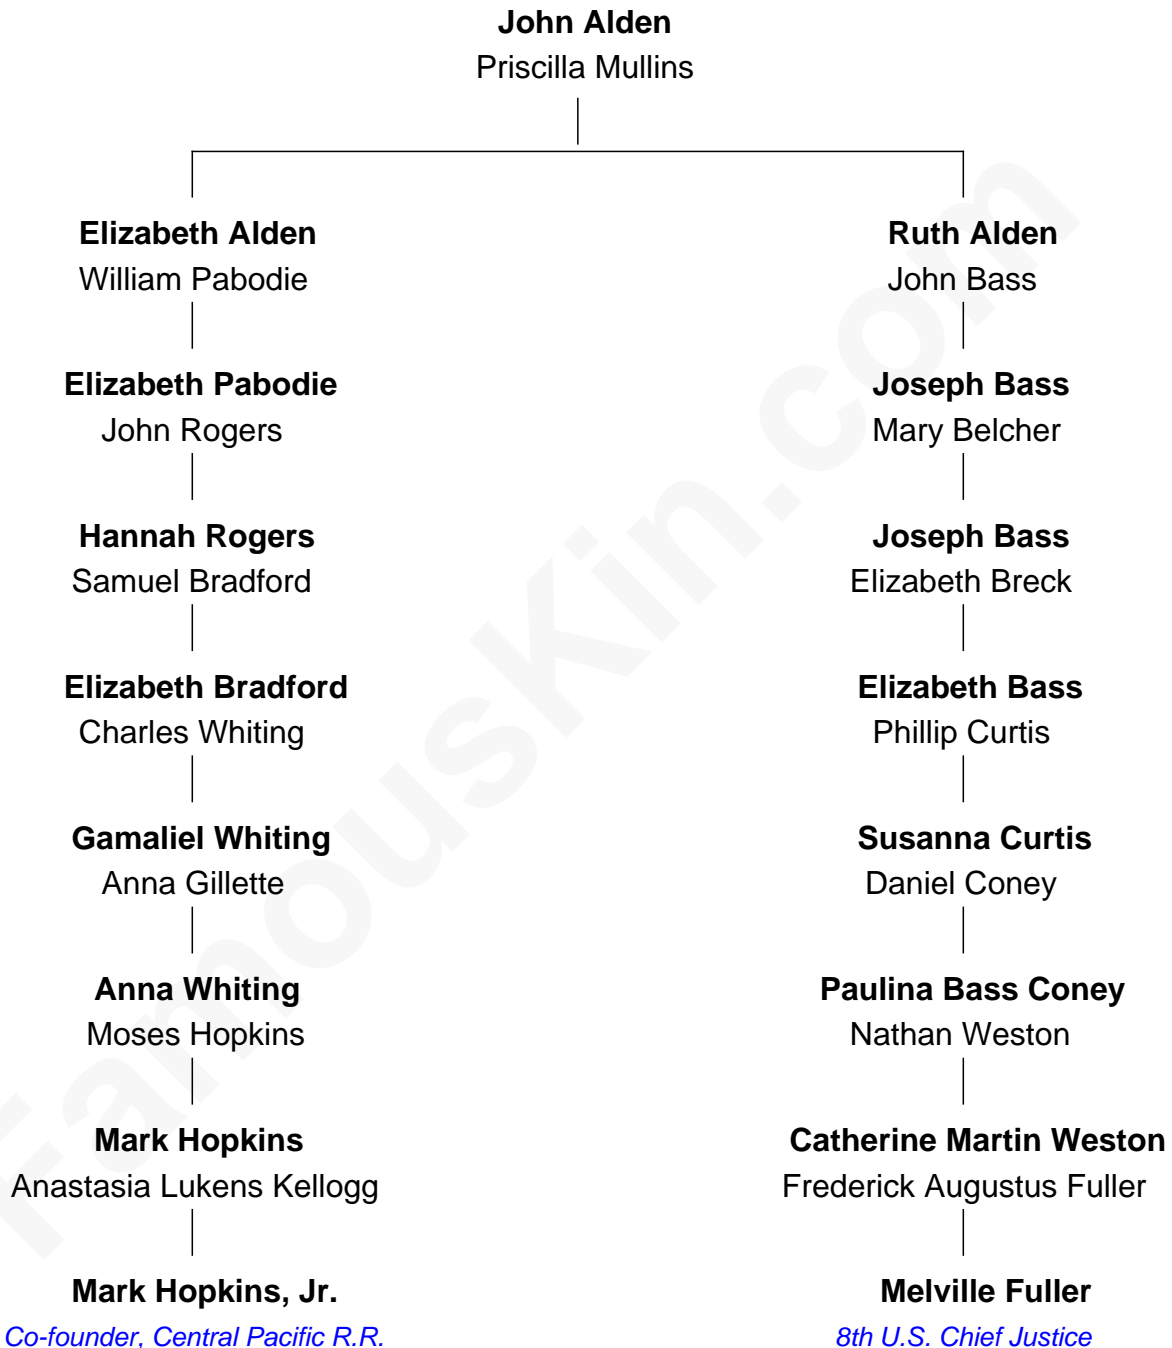 John Alden
Priscilla Mullins
Elizabeth Alden
William Pabodie
Ruth Alden
John Bass
Elizabeth Pabodie
John Rogers
Joseph Bass
Mary Belcher
Hannah Rogers
Samuel Bradford
Joseph Bass
Elizabeth Breck
Elizabeth Bradford
Charles Whiting
Elizabeth Bass
Phillip Curtis
Gamaliel Whiting
Anna Gillette
Susanna Curtis
Daniel Coney
Anna Whiting
Moses Hopkins
Paulina Bass Coney
Nathan Weston
Mark Hopkins
Anastasia Lukens Kellogg
Catherine Martin Weston
Frederick Augustus Fuller
Mark Hopkins, Jr.
Co-founder, Central Pacific R.R.
Melville Fuller
8th U.S. Chief Justice
FamousKin.com